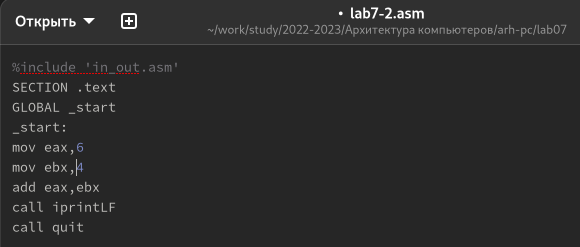 Открыть
• lab7-2.asm
~/work/study/2022-2023/Архитектура компьютеров/arh-pc/lab07
%include 'in_out.asm'
SECTION .text
GLOBAL _start
_start:
mov eax,6
mov ebx,4
add eax,ebx
call iprintLF
call quit